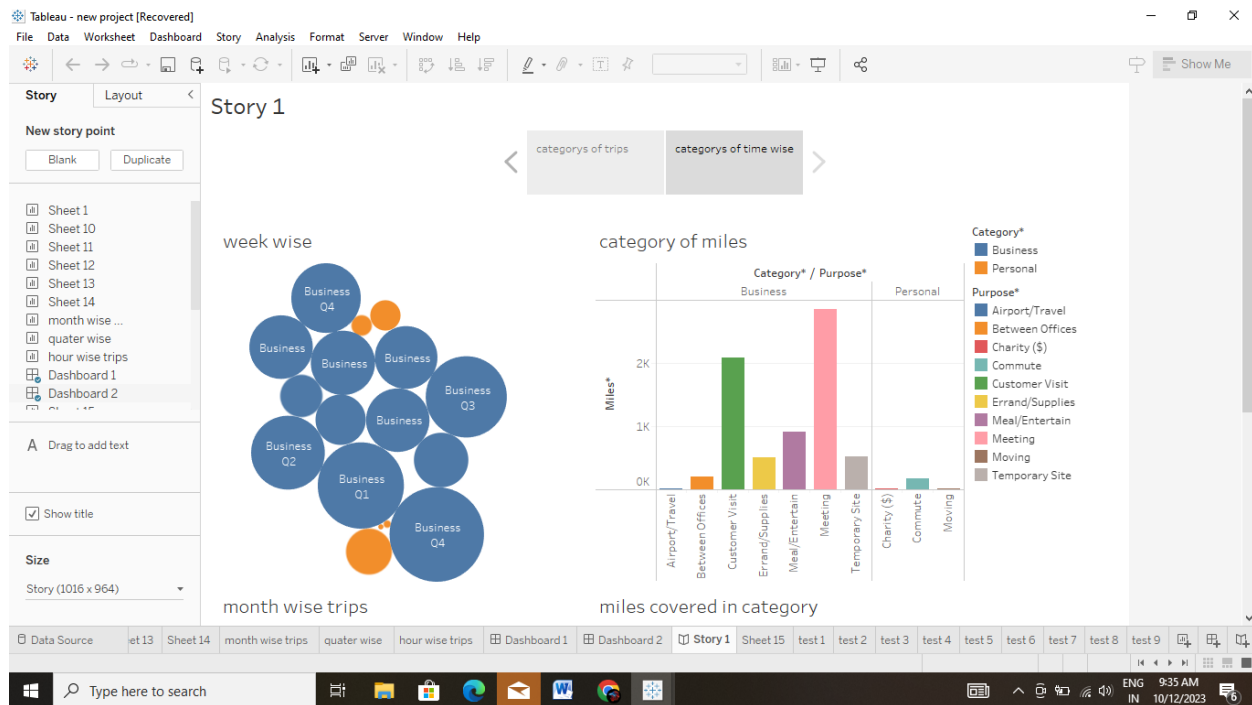 Tableau - new project [Recovered]
File Data Worksheet Dashboard Story Analysis Format Server Window Help
Show Me
Story Layout
New story point
Blank Duplicate
Sheet 1
Sheet 10
Sheet 11
Sheet 12
Sheet 13
Sheet 14
month wise ...
quater wise
hour wise trips
Dashboard 1
Dashboard 2
A Drag to add text
Show title
Size
Story (1016 x 964)
Story 1
categorys of trips
categorys of time wise
week wise
Business
Q4
Business
Business
Business
Business
Q3
Business
Business
Q2
Business
Q1
Business
Q4
category of miles
Category* / Purpose*
Business Personal
Miles*
2K
1K
0K
Airport/Travel
Between Offices
Customer Visit
Errand/Supplies
Meal/Entertain
Meeting
Temporary Site
Charity ($)
Commute
Moving
Category*
Business
Personal
Purpose*
Airport/Travel
Between Offices
Charity ($)
Commute
Customer Visit
Errand/Supplies
Meal/Entertain
Meeting
Moving
Temporary Site
month wise trips
miles covered in category
Data Source et 13 Sheet 14 month wise trips quater wise hour wise trips Dashboard 1 Dashboard 2 Story 1 Sheet 15 test 1 test 2 test 3 test 4 test 5 test 6 test 7 test 8 test 9
Type here to search
W
ENG
IN
9:35 AM
10/12/2023
6